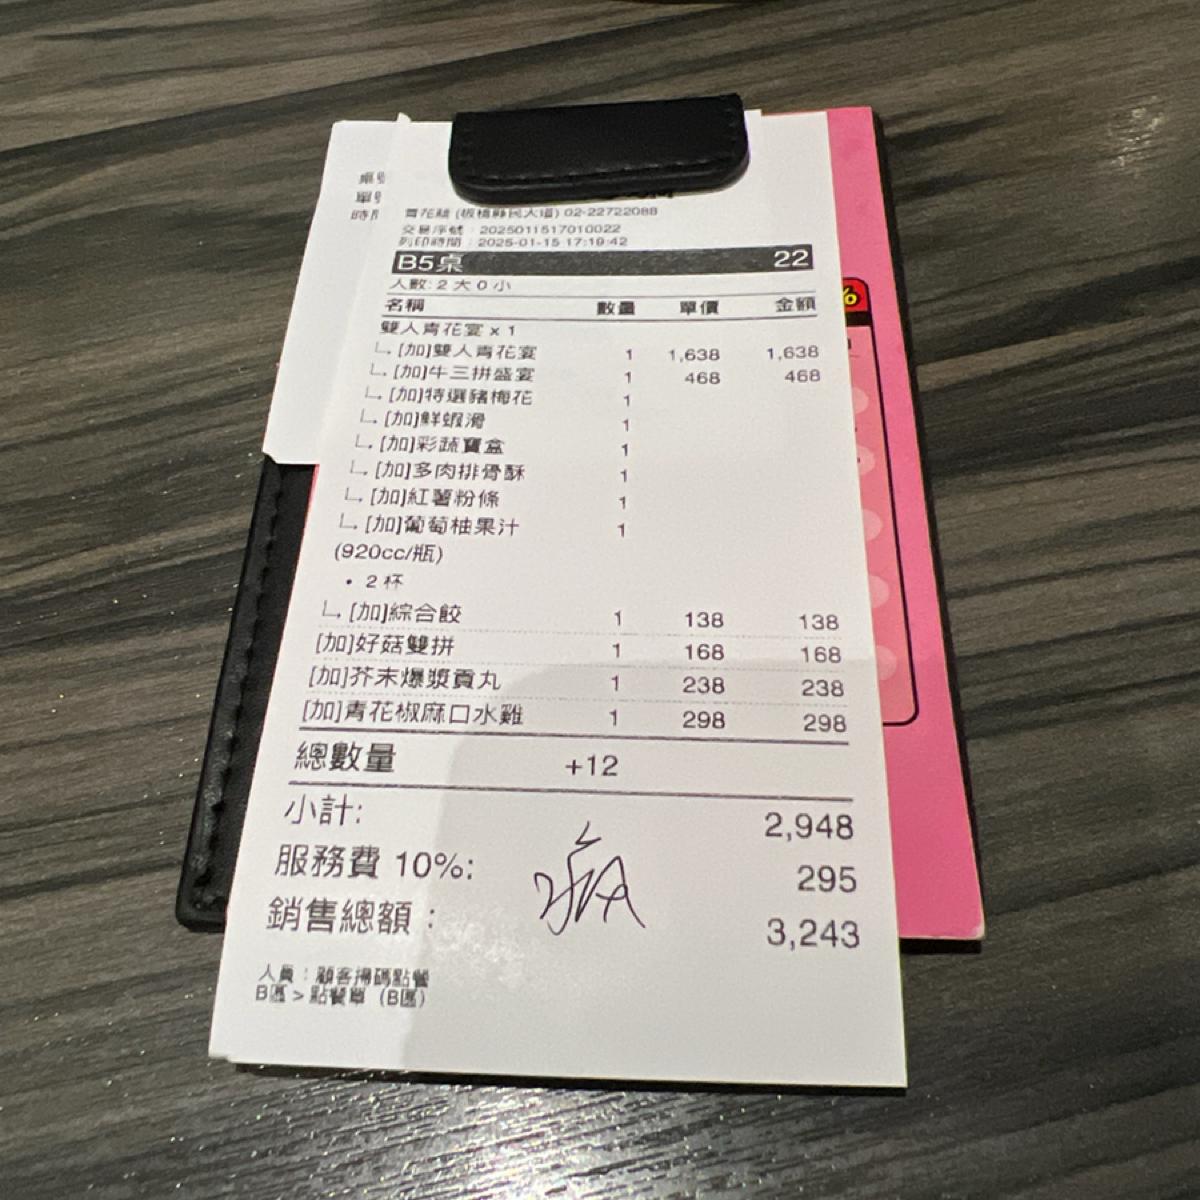 桌號
單號
時間
青花驕 (板橋縣民大道) 02-22722088
交易序號：2025011517010022
列印時間：2025-01-15 17:19:42
B5桌 22
人數: 2 大 0 小
名稱 數量 單價 金額
雙人青花宴 x 1
[加]雙人青花宴 1 1,638 1,638
[加]牛三拼盛宴 1 468 468
[加]特選豬梅花 1
[加]鮮蝦滑 1
[加]彩蔬寶盒 1
[加]多肉排骨酥 1
[加]紅薯粉條 1
[加]葡萄柚果汁 1
(920cc/瓶)
• 2 杯
[加]綜合餃 1 138 138
[加]好菇雙拼 1 168 168
[加]芥末爆漿貢丸 1 238 238
[加]青花椒麻口水雞 1 298 298
總數量 +12
小計: 2,948
服務費 10%: 295
銷售總額： 3,243
人員：顧客掃碼點餐
B區 > 點餐單 (B區)
%